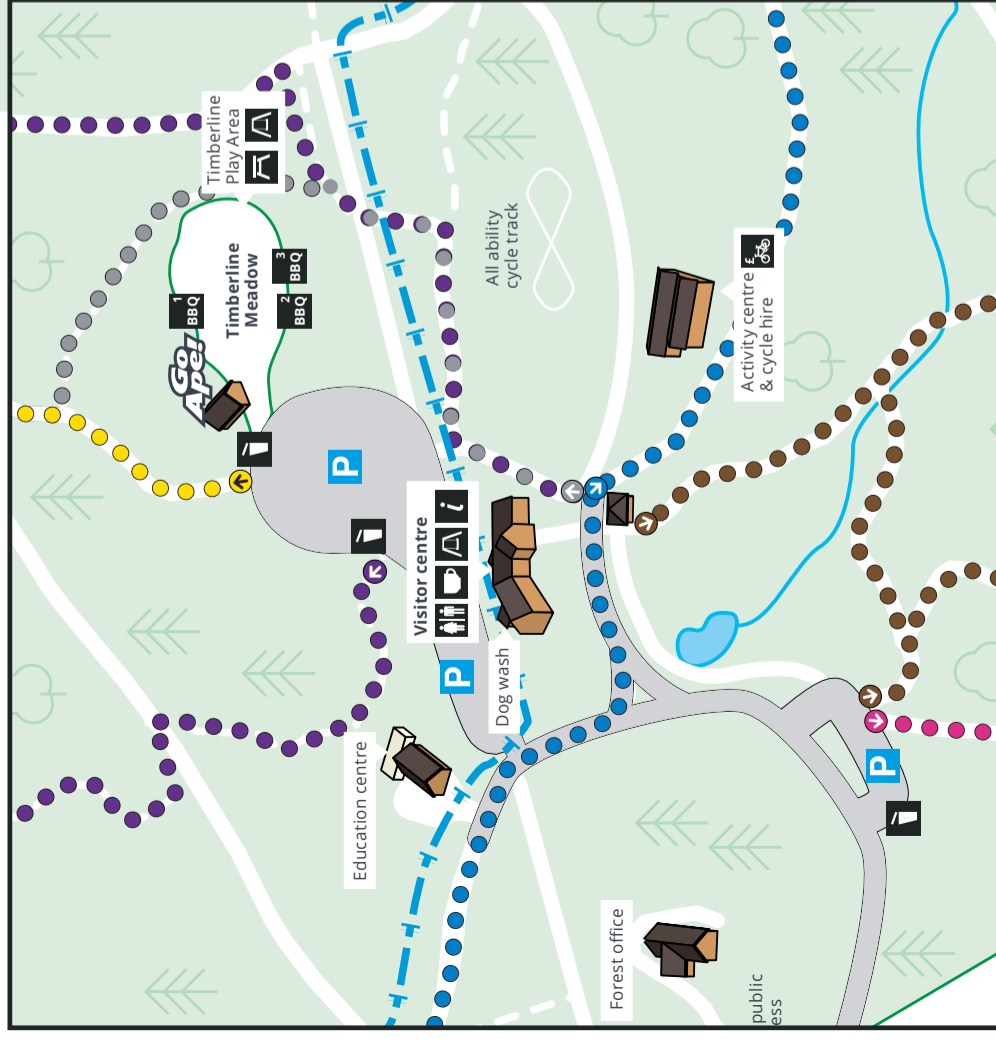 Timberline
Play Area
Timberline
Meadow
1
BBQ
2
BBQ
3
BBQ
Go
Ape!
P
All ability
cycle track
Visitor centre
i
P
Dog wash
Activity centre
& cycle hire
£
Education centre
P
Forest office
public
ess